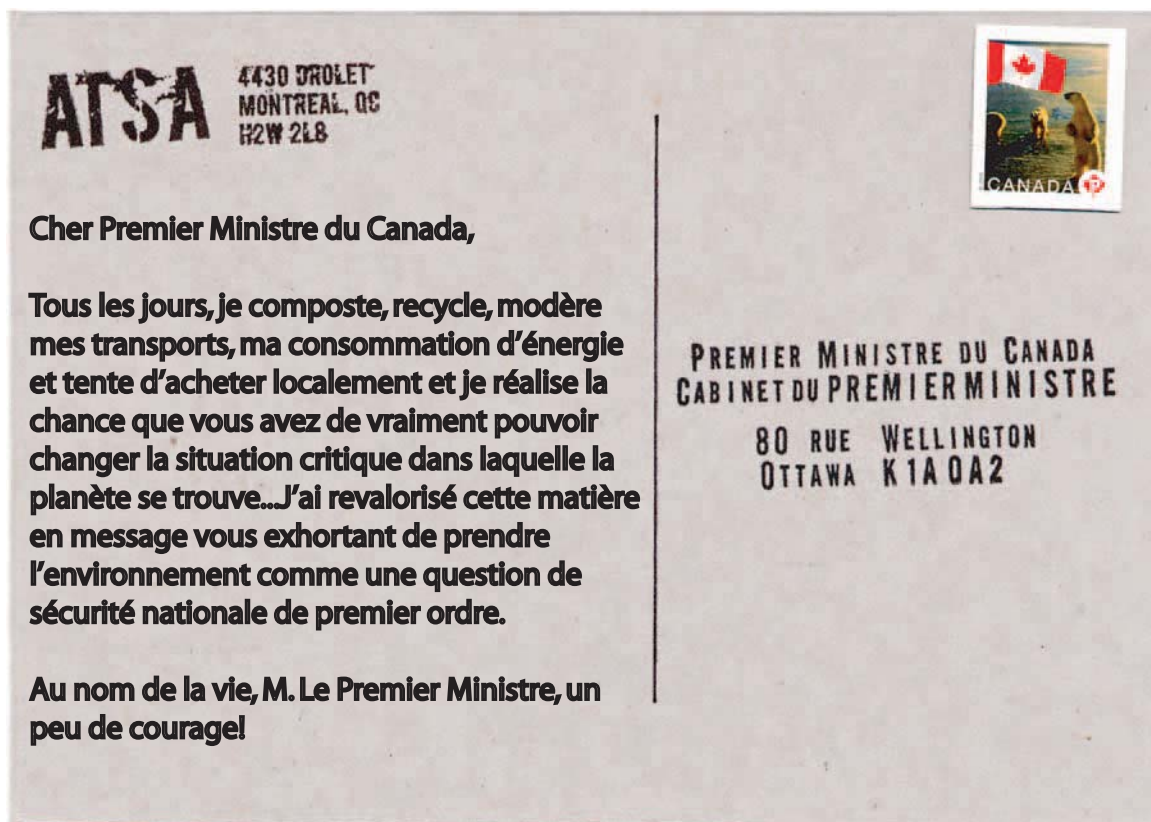 ATSA
4430 DROLET
MONTREAL, QC
H2W 2L8
Cher Premier Ministre du Canada,
Tous les jours, je composte, recycle, modère
mes transports, ma consommation d'énergie
et tente d'acheter localement et je réalise la
chance que vous avez de vraiment pouvoir
changer la situation critique dans laquelle la
planète se trouve...J'ai revalorisé cette matière
en message vous exhortant de prendre
l'environnement comme une question de
sécurité nationale de premier ordre.
Au nom de la vie, M. Le Premier Ministre, un
peu de courage!
CANADA P
PREMIER MINISTRE DU CANADA
CABINET DU PREMIER MINISTRE
80 RUE WELLINGTON
OTTAWA K1A 0A2